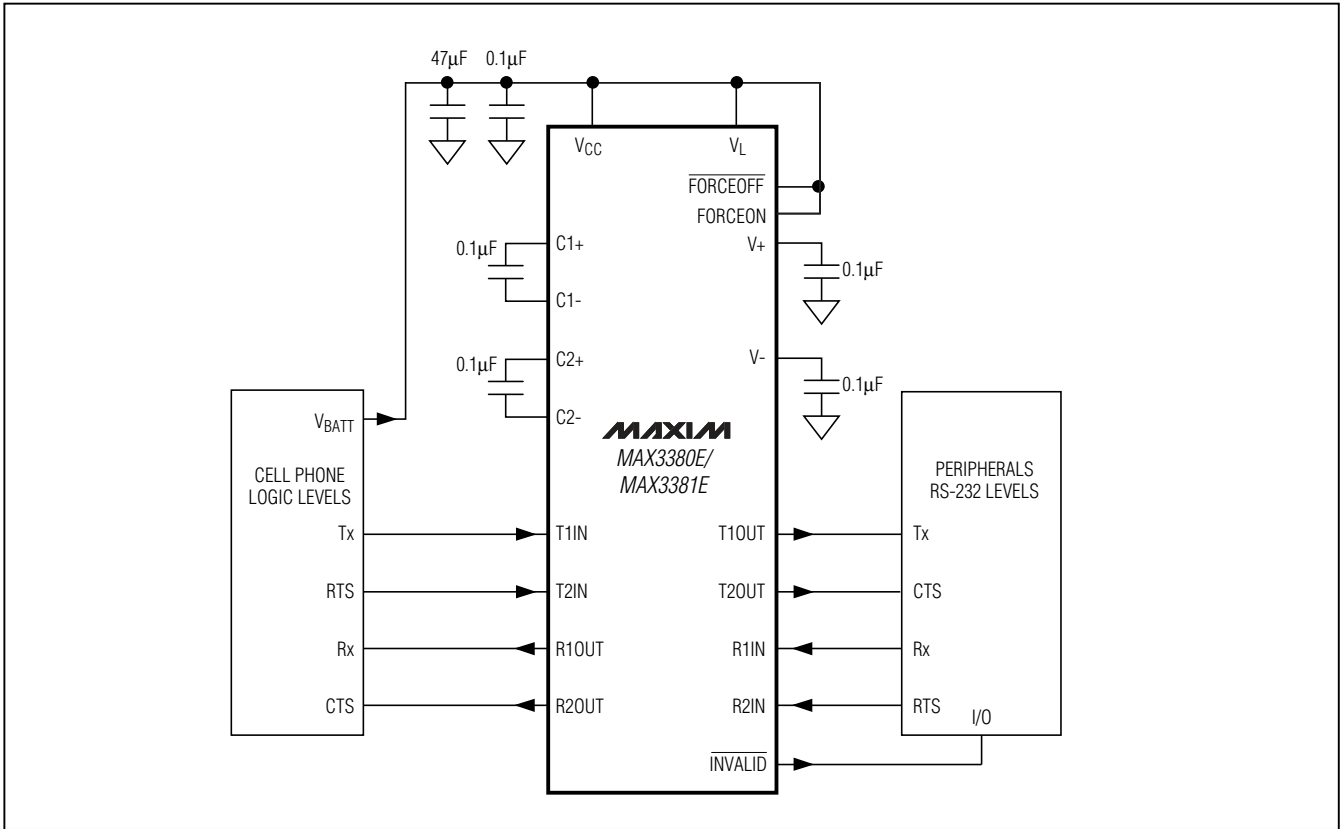 47μF 0.1μF
VCC
VL
FORCEOFF
FORCEON
0.1μF
C1+
V+
0.1μF
C1-
0.1μF
C2+
V-
0.1μF
C2-
VBATT
MAXIM
MAX3380E/
MAX3381E
CELL PHONE
LOGIC LEVELS
PERIPHERALS
RS-232 LEVELS
Tx
T1IN
T1OUT
Tx
RTS
T2IN
T2OUT
CTS
Rx
R1OUT
R1IN
Rx
CTS
R2OUT
R2IN
RTS
I/O
INVALID